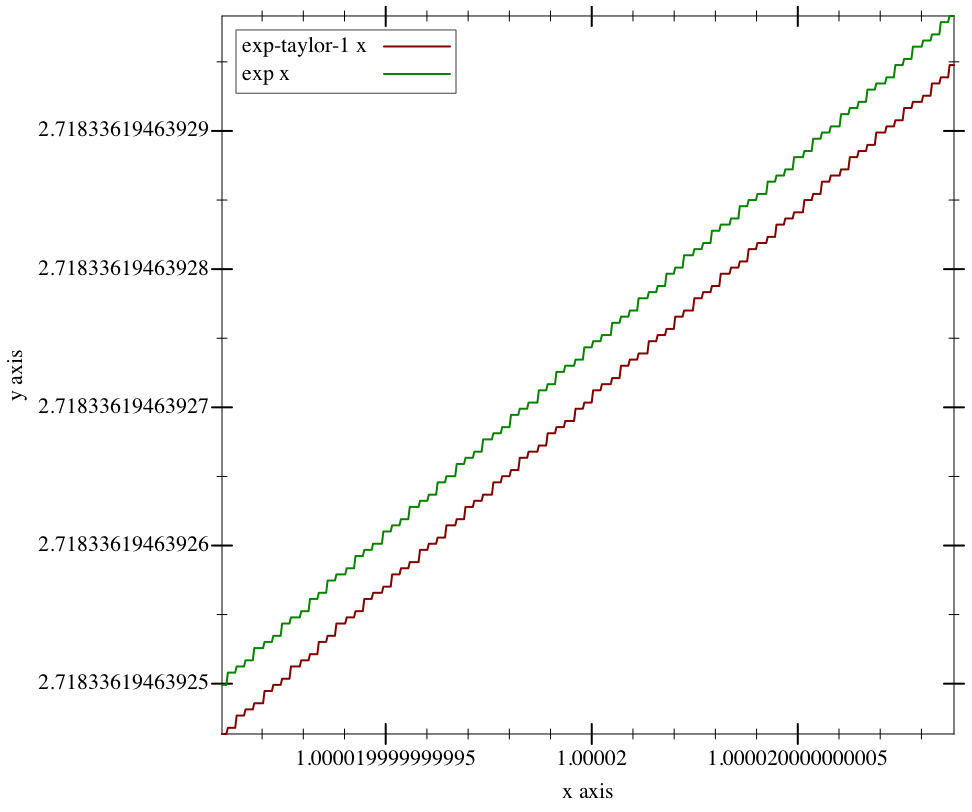 exp-taylor-1 x
exp x
2.71833619463929
2.71833619463928
2.71833619463927
2.71833619463926
2.71833619463925
y axis
1.000019999999995
1.00002
1.000020000000005
x axis